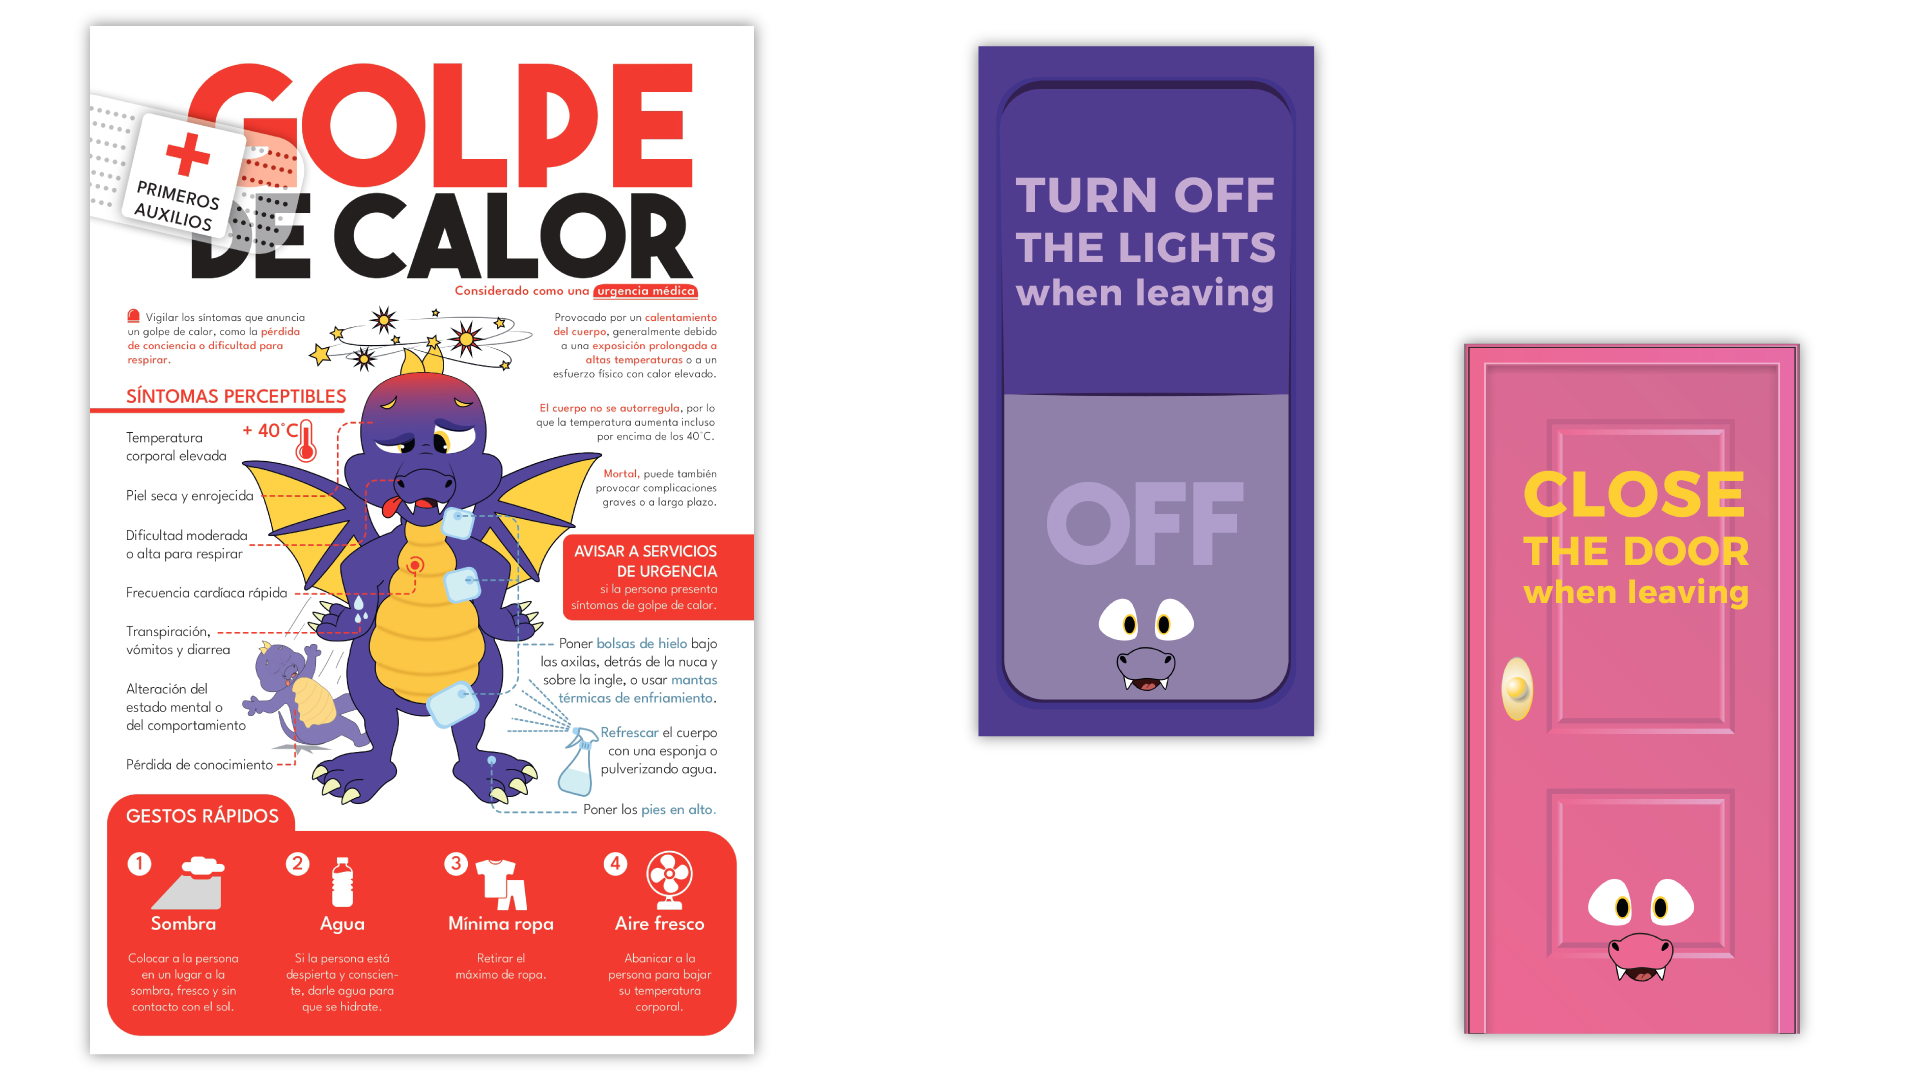 GOLPE
DE CALOR
PRIMEROS
AUXILIOS
Considerado como una urgencia médica
Vigilar los síntomas que anuncia
un golpe de calor, como la pérdida
de conciencia o dificultad para
respirar.
Provocado por un calentamiento
del cuerpo, generalmente debido
a una exposición prolongada a
altas temperaturas o a un
esfuerzo físico con calor elevado.
El cuerpo no se autorregula, por lo
que la temperatura aumenta incluso
por encima de los 40°C.
Mortal, puede también
provocar complicaciones
graves o a largo plazo.
SÍNTOMAS PERCEPTIBLES
+ 40°C
Temperatura
corporal elevada
Piel seca y enrojecida
Dificultad moderada
o alta para respirar
Frecuencia cardíaca rápida
Transpiración,
vómitos y diarrea
Alteración del
estado mental o
del comportamiento
Pérdida de conocimiento
AVISAR A SERVICIOS
DE URGENCIA
si la persona presenta
síntomas de golpe de calor.
Poner bolsas de hielo bajo
las axilas, detrás de la nuca y
sobre la ingle, o usar mantas
térmicas de enfriamiento.
Refrescar el cuerpo
con una esponja o
pulverizando agua.
Poner los pies en alto.
GESTOS RÁPIDOS
1
Sombra
Colocar a la persona
en un lugar a la
sombra, fresco y sin
contacto con el sol.
2
Agua
Si la persona está
despierta y conscien-
te, darle agua para
que se hidrate.
3
Mínima ropa
Retirar el
máximo de ropa.
4
Aire fresco
Abanicar a la
persona para bajar
su temperatura
corporal.
TURN OFF
THE LIGHTS
when leaving
OFF
CLOSE
THE DOOR
when leaving